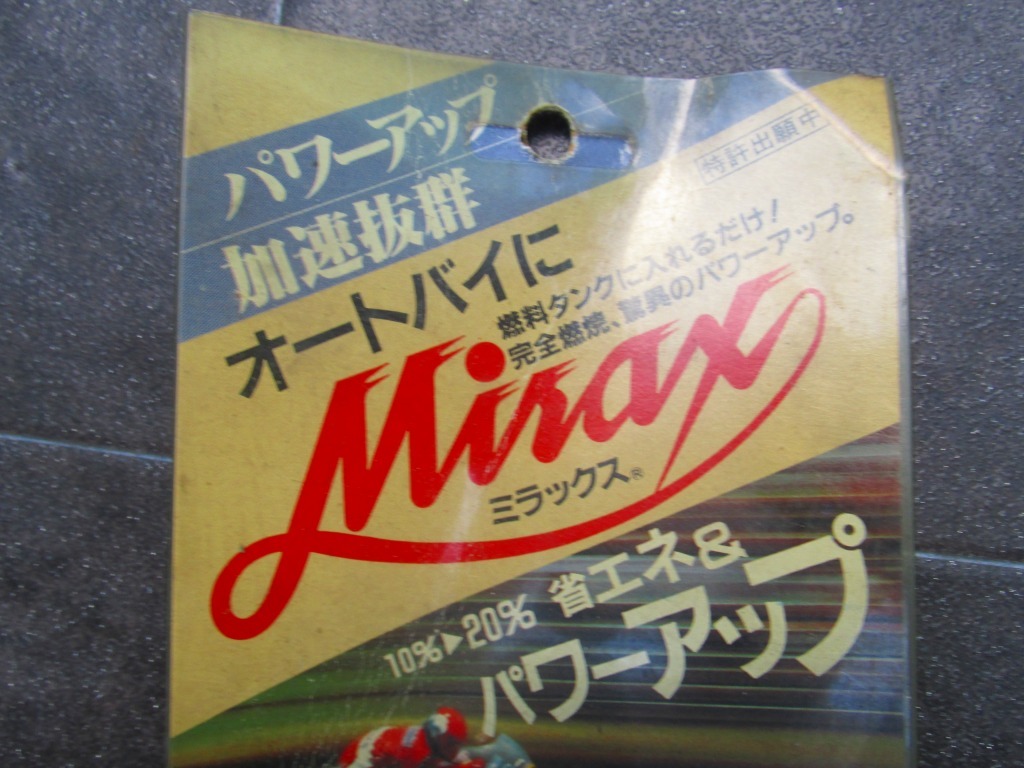 パワーアップ
加速抜群
特許出願中
オートバイに
燃料タンクに入れるだけ!
完全燃焼、驚異のパワーアップ。
Mirax
ミラックス®
10%▶20% 省エネ&
パワーアップ